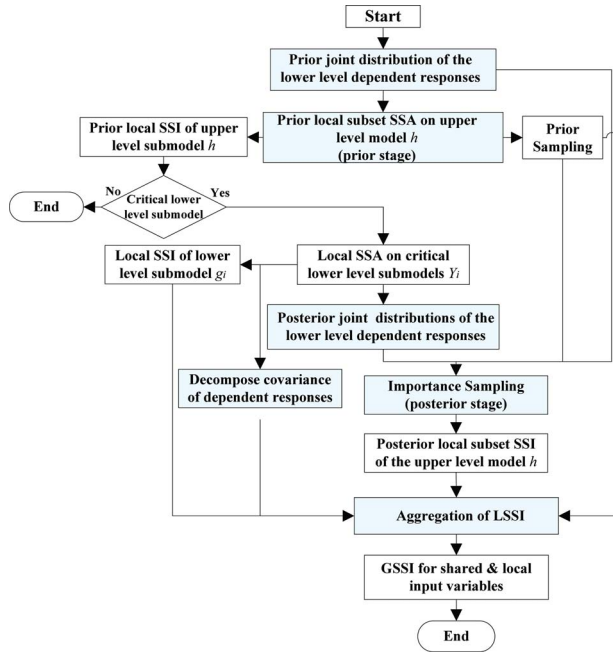 Start
Prior joint distribution of the
lower level dependent responses
Prior local SSI of upper
level submodel h
Prior local subset SSA on upper
level model h
(prior stage)
Prior
Sampling
No
Critical lower
level submodel
Yes
End
Local SSI of lower
level submodel gi
Local SSA on critical
lower level submodels Yi
Posterior joint distributions of the
lower level dependent responses
Decompose covariance
of dependent responses
Importance Sampling
(posterior stage)
Posterior local subset SSI
of the upper level model h
Aggregation of LSSI
GSSI for shared & local
input variables
End